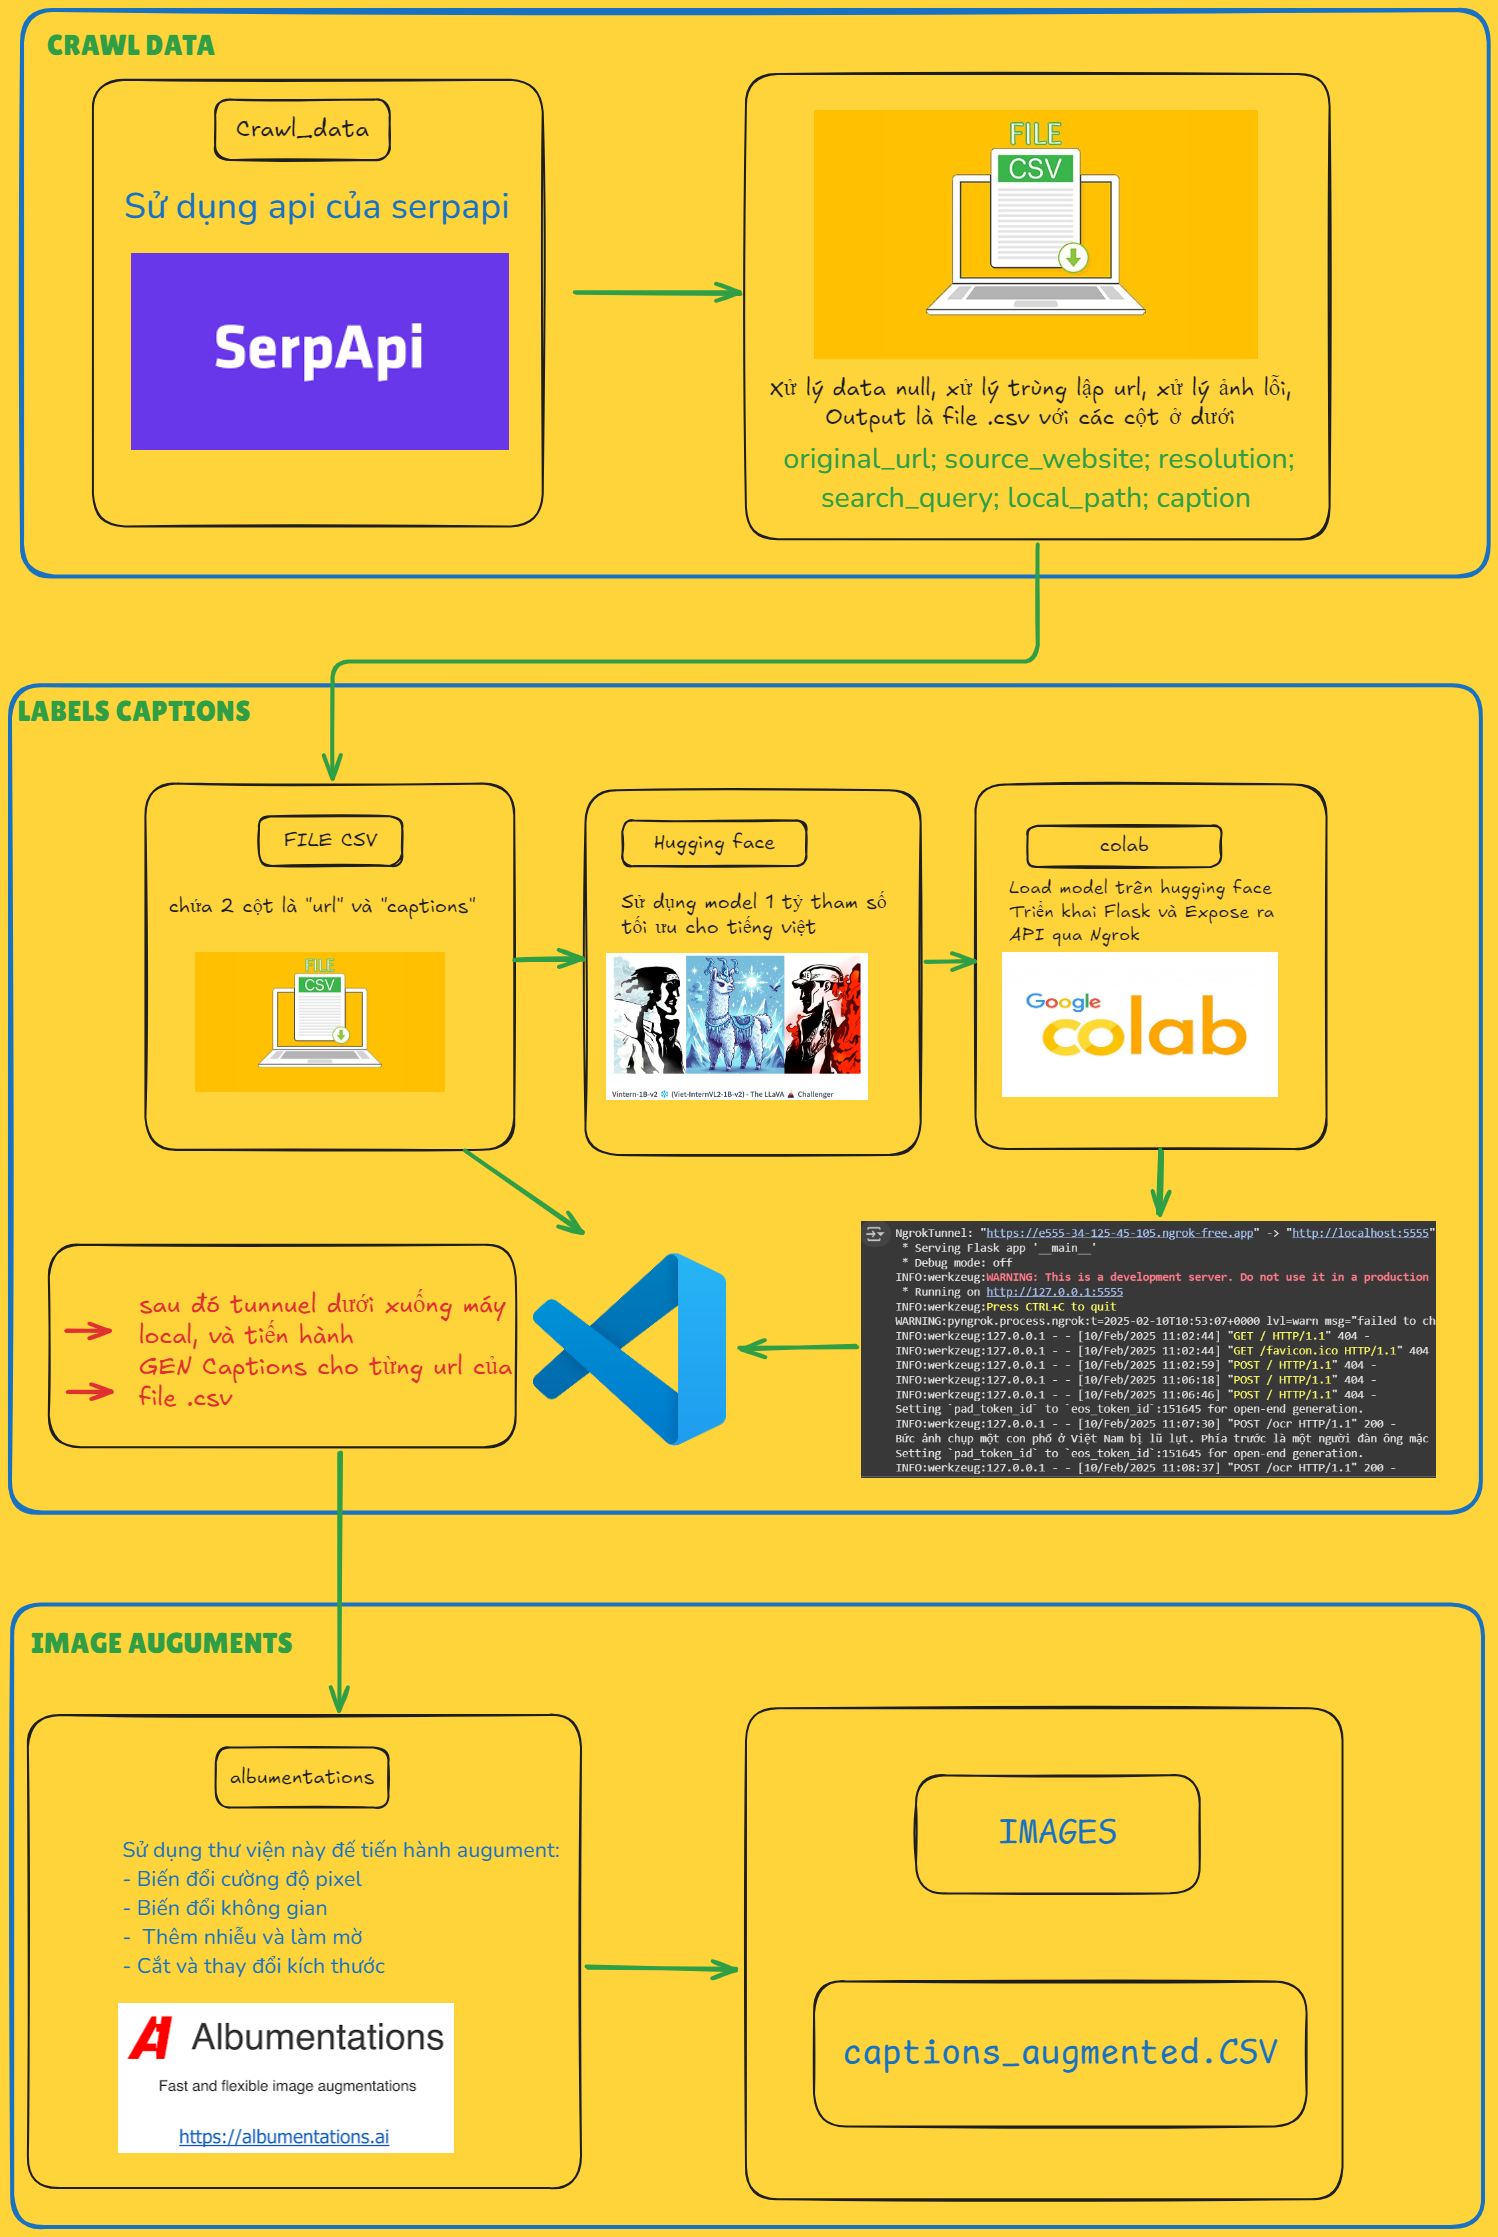 CRAWL DATA
Crawl_data
Sử dụng api của serpapi
SerpApi
FILE
CSV
Xử lý data null, xử lý trùng lập url, xử lý ảnh lỗi,
Output là file .csv với các cột ở dưới
original_url; source_website; resolution;
search_query; local_path; caption
LABELS CAPTIONS
FILE CSV
chứa 2 cột là "url" và "captions"
FILE
CSV
Hugging face
Sử dụng model 1 tỷ tham số
tối ưu cho tiếng việt
Vintern-1B-v2 ❄️ (Viet-InternVL2-1B-v2) - The LLaVA 🌋 Challenger
colab
Load model trên hugging face
Triển khai Flask và Expose ra
API qua Ngrok
Google
colab
NgrokTunnel: "https://e555-34-125-45-105.ngrok-free.app" -> "http://localhost:5555"
* Serving Flask app '__main__'
* Debug mode: off
INFO:werkzeug:WARNING: This is a development server. Do not use it in a production
* Running on http://127.0.0.1:5555
INFO:werkzeug:Press CTRL+C to quit
WARNING:pyngrok.process.ngrok:t=2025-02-10T10:53:07+0000 lvl=warn msg="failed to ch
INFO:werkzeug:127.0.0.1 - - [10/Feb/2025 11:02:44] "GET / HTTP/1.1" 404 -
INFO:werkzeug:127.0.0.1 - - [10/Feb/2025 11:02:44] "GET /favicon.ico HTTP/1.1" 404
INFO:werkzeug:127.0.0.1 - - [10/Feb/2025 11:02:59] "POST / HTTP/1.1" 404 -
INFO:werkzeug:127.0.0.1 - - [10/Feb/2025 11:06:18] "POST / HTTP/1.1" 404 -
INFO:werkzeug:127.0.0.1 - - [10/Feb/2025 11:06:46] "POST / HTTP/1.1" 404 -
Setting `pad_token_id` to `eos_token_id`:151645 for open-end generation.
INFO:werkzeug:127.0.0.1 - - [10/Feb/2025 11:07:30] "POST /ocr HTTP/1.1" 200 -
Bức ảnh chụp một con phố ở Việt Nam bị lũ lụt. Phía trước là một người đàn ông mặc
Setting `pad_token_id` to `eos_token_id`:151645 for open-end generation.
INFO:werkzeug:127.0.0.1 - - [10/Feb/2025 11:08:37] "POST /ocr HTTP/1.1" 200 -
sau đó tunnuel dưới xuống máy
local, và tiến hành
GEN Captions cho từng url của
file .csv
IMAGE AUGUMENTS
albumentations
Sử dụng thư viện này để tiến hành augument:
- Biến đổi cường độ pixel
- Biến đổi không gian
- Thêm nhiễu và làm mờ
- Cắt và thay đổi kích thước
Albumentations
Fast and flexible image augmentations
https://albumentations.ai
IMAGES
captions_augmented.CSV